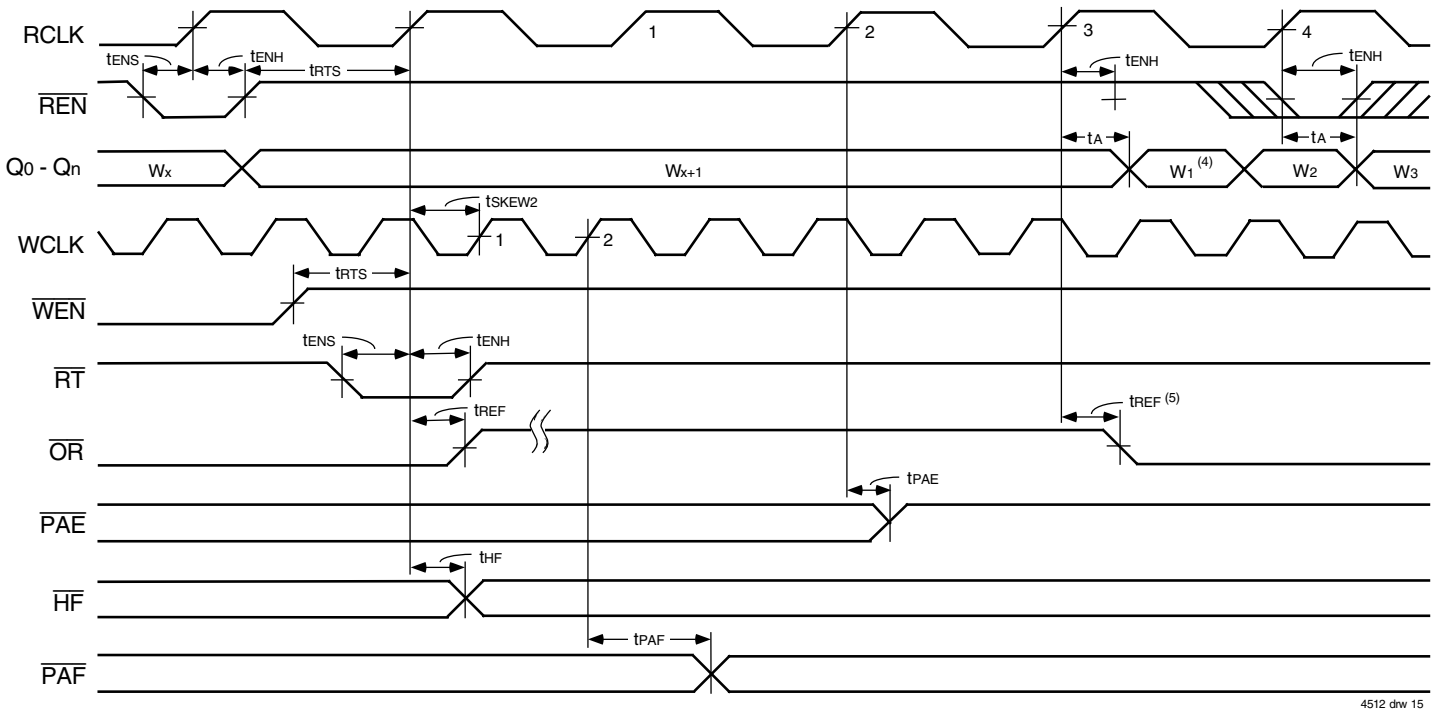 RCLK
1
2
3
4
tENS
tENH
tRTS
tENH
tENH
REN
tA
tA
Q0 - Qn
Wx
Wx+1
W1 (4)
W2
W3
tSKEW2
WCLK
1
2
tRTS
WEN
tENS
tENH
RT
tREF
tREF (5)
OR
tPAE
PAE
tHF
HF
tPAF
PAF
4512 drw 15